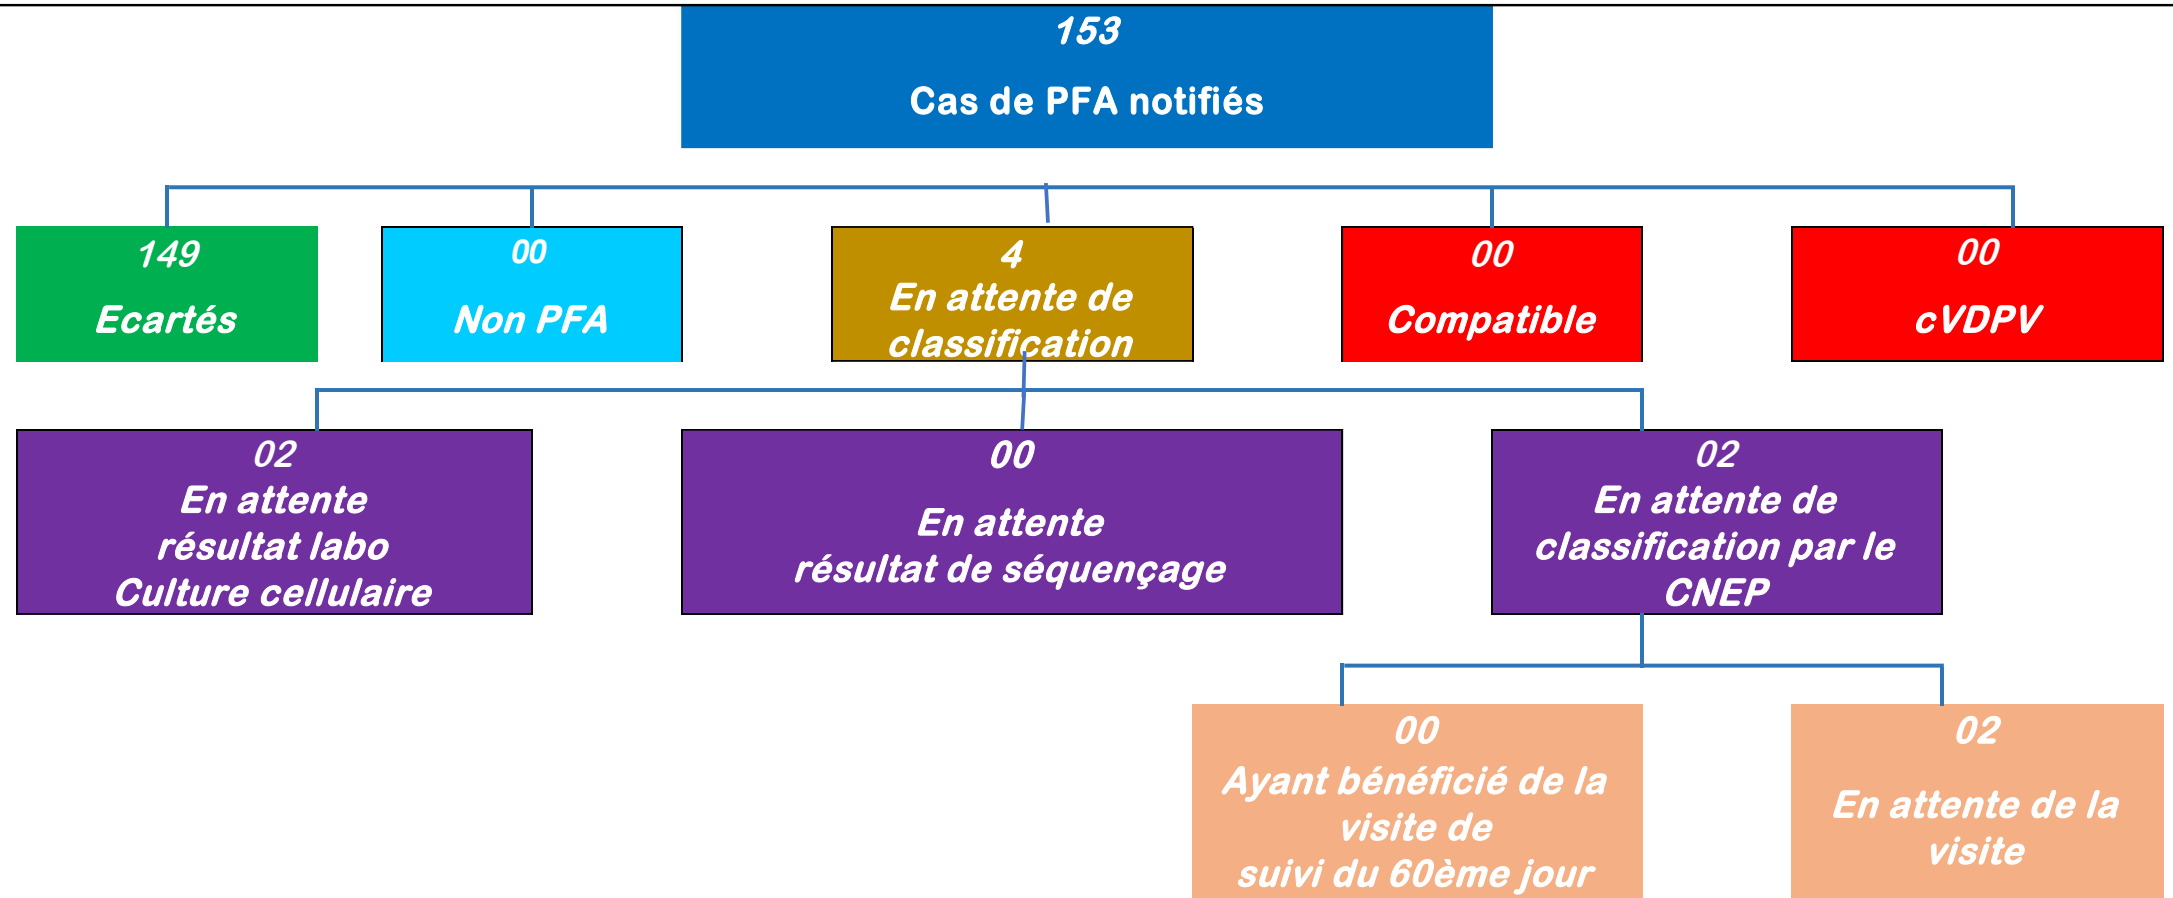 153
Cas de PFA notifiés
149
Ecartés
00
Non PFA
4
En attente de
classification
00
Compatible
00
cVDPV
02
En attente
résultat labo
Culture cellulaire
00
En attente
résultat de séquençage
02
En attente de
classification par le
CNEP
00
Ayant bénéficié de la
visite de
suivi du 60ème jour
02
En attente de la
visite